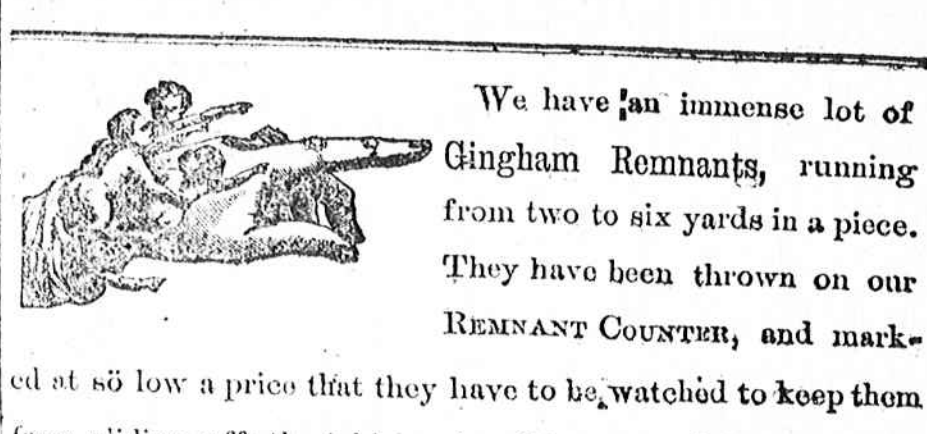 We have an immense lot of
Gingham Remnants, running
from two to six yards in a piece.
They have been thrown on our
REMNANT COUNTER, and mark-
ed at so low a price that they have to be watched to keep them